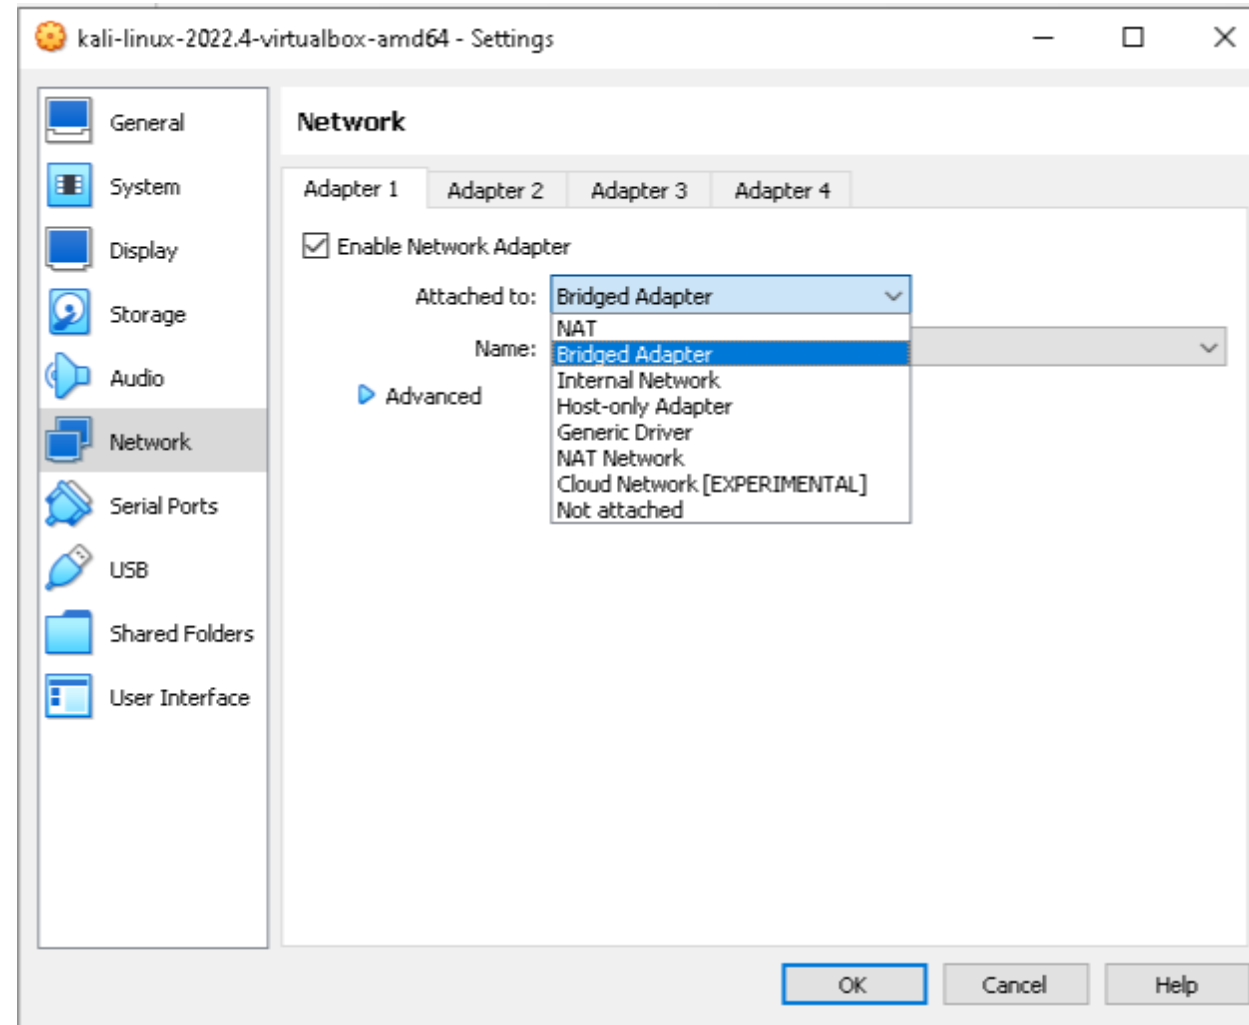 kali-linux-2022.4-virtualbox-amd64 - Settings
General
System
Display
Storage
Audio
Network
Serial Ports
USB
Shared Folders
User Interface
Network
Adapter 1 Adapter 2 Adapter 3 Adapter 4
Enable Network Adapter
Attached to: Bridged Adapter
NAT
Name: Bridged Adapter
Internal Network
Advanced Host-only Adapter
Generic Driver
NAT Network
Cloud Network [EXPERIMENTAL]
Not attached
OK Cancel Help